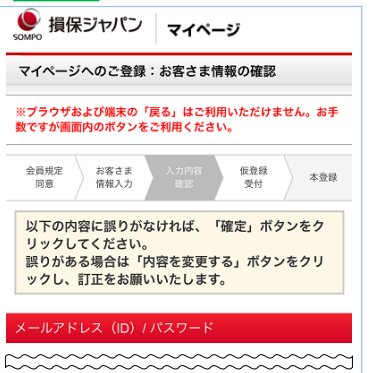 SOMPO 損保ジャパン マイページ
マイページへのご登録：お客さま情報の確認
※ブラウザおよび端末の「戻る」はご利用いただけません。お手
数ですが画面内のボタンをご利用ください。
会員規定 お客さま 入力内容 仮登録 本登録
同意 情報入力 確認 受付
以下の内容に誤りがなければ、「確定」ボタンをク
リックしてください。
誤りがある場合は「内容を変更する」ボタンをクリ
ックし、訂正をお願いいたします。
メールアドレス（ID）/ パスワード